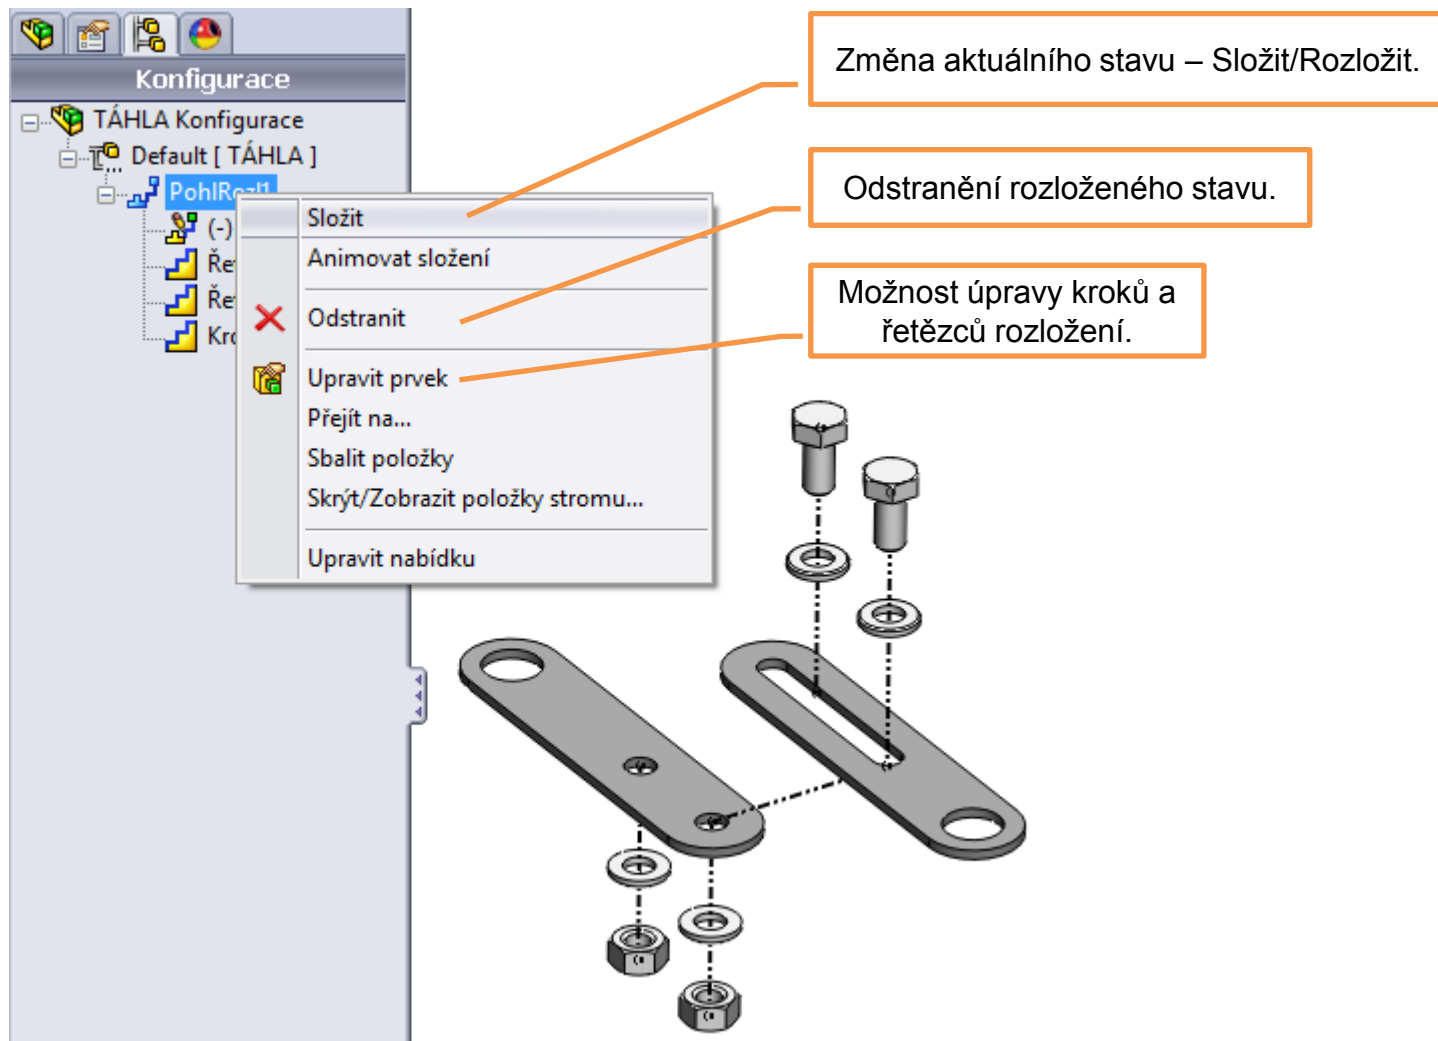 Konfigurace
TÁHLA Konfigurace
Default [ TÁHLA ]
PohlRozl1
(-)
Složit
Animovat složení
Odstranit
Upravit prvek
Přejít na...
Sbalit položky
Skrýt/Zobrazit položky stromu...
Upravit nabídku
Změna aktuálního stavu – Složit/Rozložit.
Odstranění rozloženého stavu.
Možnost úpravy kroků a
řetězců rozložení.